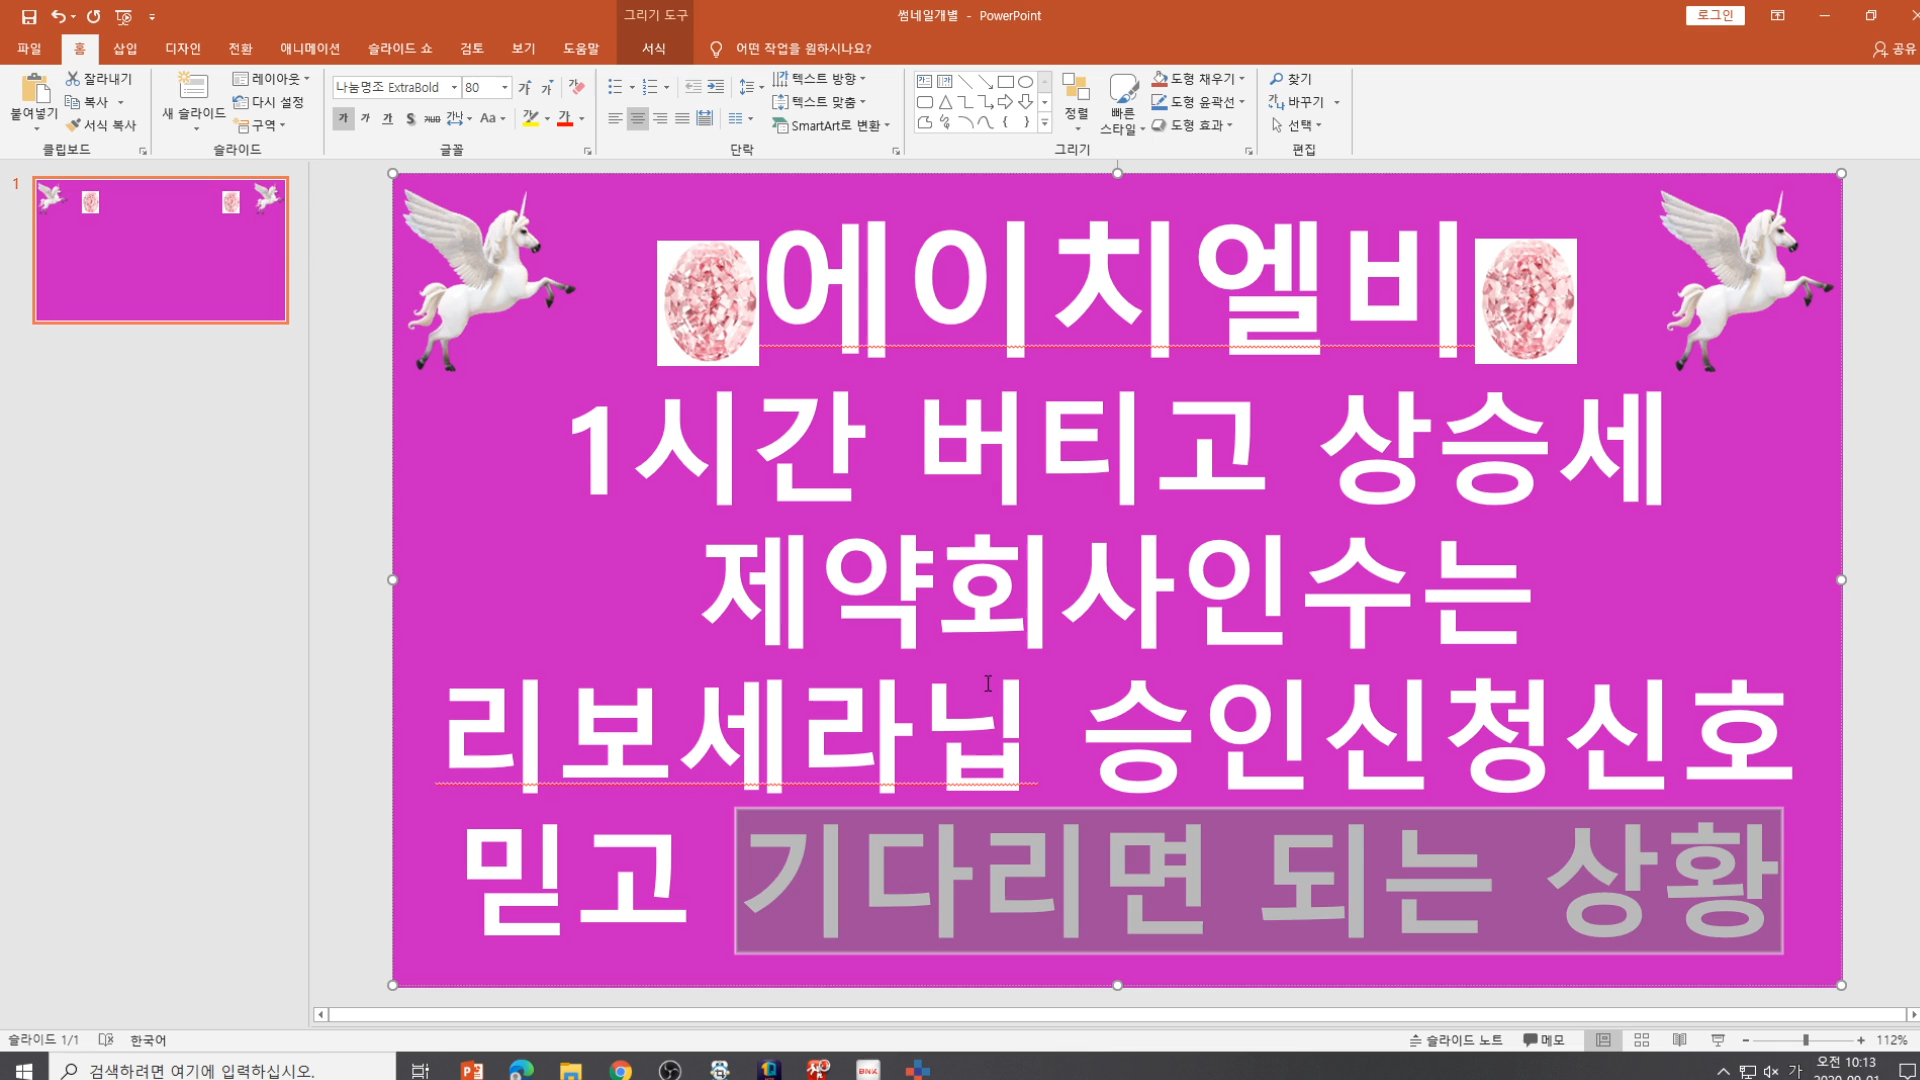 그리기 도구
썸네일개별 - PowerPoint
로그인
파일 홈 삽입 디자인 전환 애니메이션 슬라이드 쇼 검토 보기 도움말 서식 어떤 작업을 원하시나요? 공유
붙여넣기
잘라내기
복사
서식 복사
클립보드
새 슬라이드
레이아웃
다시 설정
구역
슬라이드
나눔명조 ExtraBold 80
가 가 가 S 가나 Aa 가
글꼴
텍스트 방향
텍스트 맞춤
SmartArt로 변환
단락
정렬
빠른 스타일
도형 채우기
도형 윤곽선
도형 효과
그리기
찾기
바꾸기
선택
편집
1
에이치엘비
1시간 버티고 상승세
제약회사인수는
리보세라닙 승인신청신호
믿고 기다리면 되는 상황
슬라이드 1/1 한국어 슬라이드 노트 메모 112%
검색하려면 여기에 입력하십시오.
BNK
가
오전 10:13